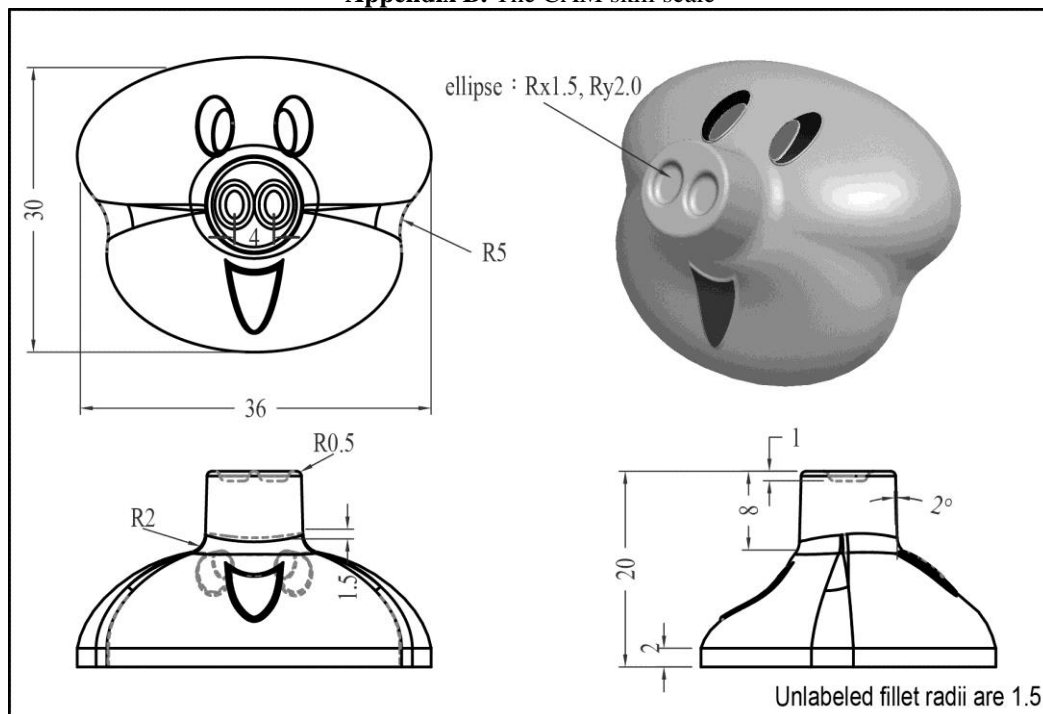 Appendix B. The CAM skill scale
ellipse : Rx1.5, Ry2.0
30
4
R5
36
R0.5
R2
1.5
1
8
2°
20
2
Unlabeled fillet radii are 1.5